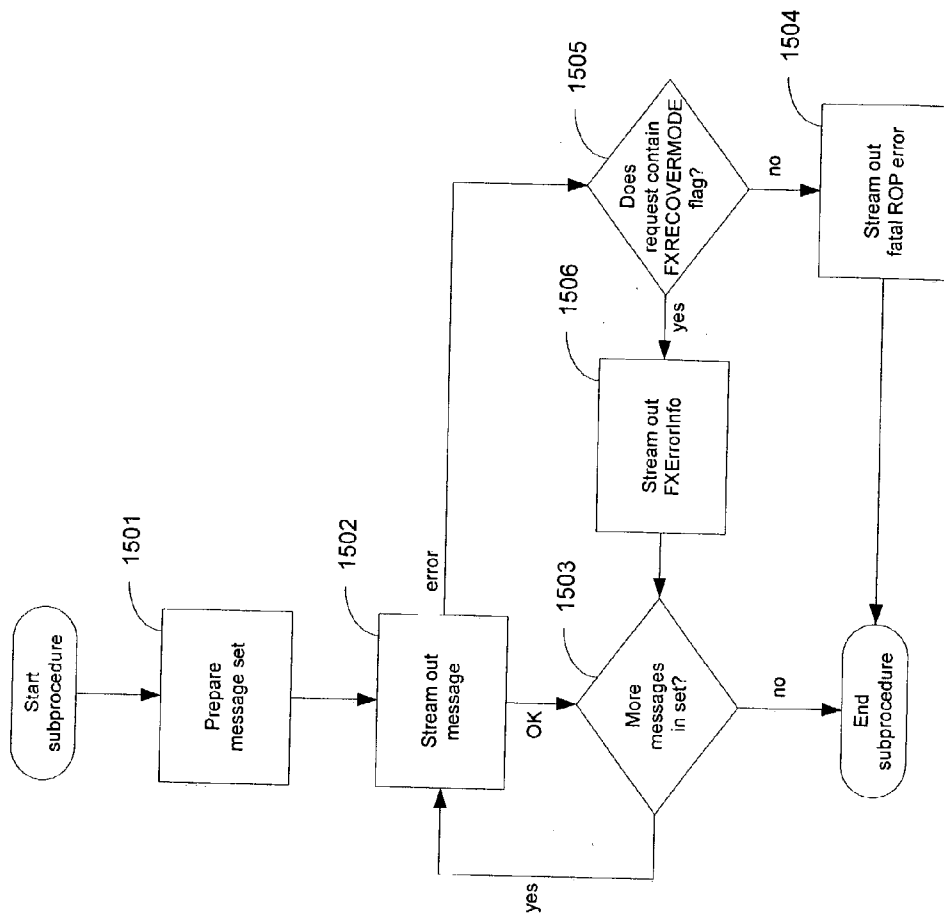 Start
subprocedure
1501
Prepare
message set
1502
Stream out
message
error
OK
1503
More
messages
in set?
yes
no
End
subprocedure
1506
Stream out
FXErrorInfo
1505
Does
request contain
FXRECOVERMODE
flag?
yes
no
1504
Stream out
fatal ROP error